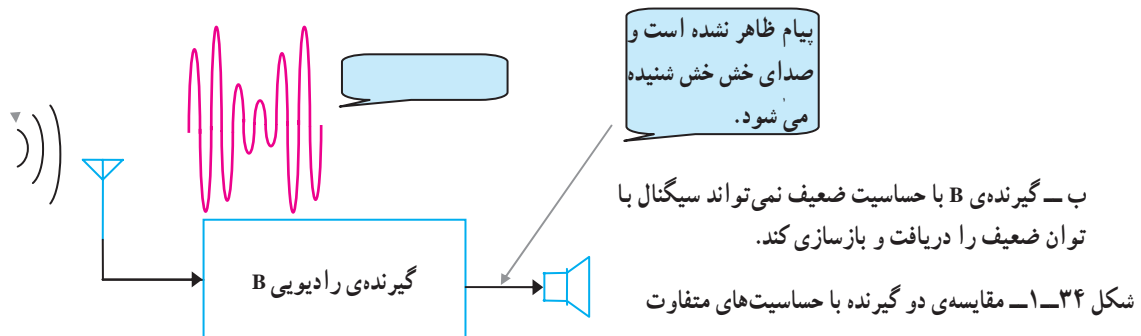 پیام ظاهر نشده است و
صدای خش خش شنیده
می‌شود.
ب ــ گیرنده‌ی B با حساسیت ضعیف نمی‌تواند سیگنال با
توان ضعیف را دریافت و بازسازی کند.
گیرنده‌ی رادیویی B
شکل ۳۴ــ۱ــ مقایسه‌ی دو گیرنده با حساسیت‌های متفاوت